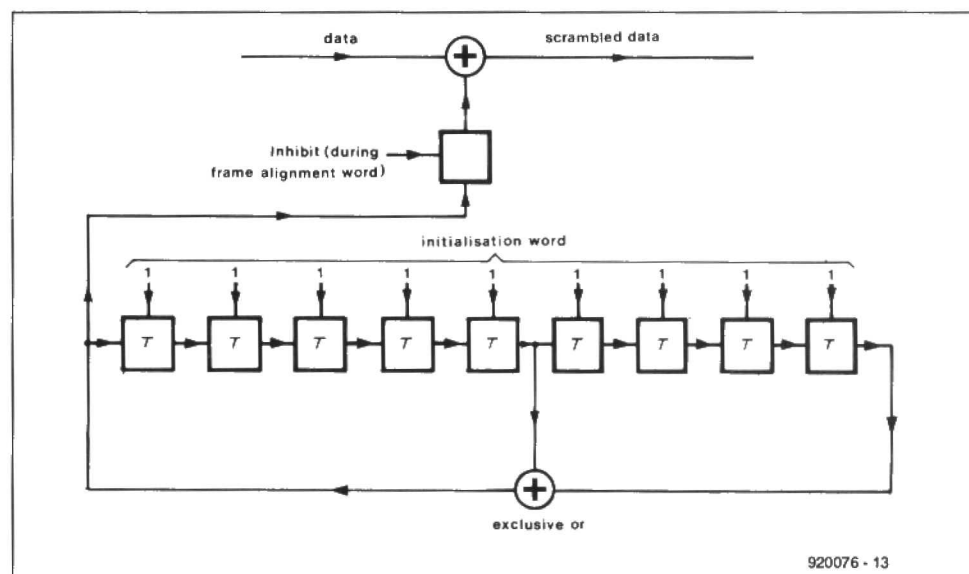 data
scrambled data
+
Inhibit (during
frame alignment word)
initialisation word
1 1 1 1 1 1 1 1 1
T T T T T T T T T
+
exclusive or
920076 - 13